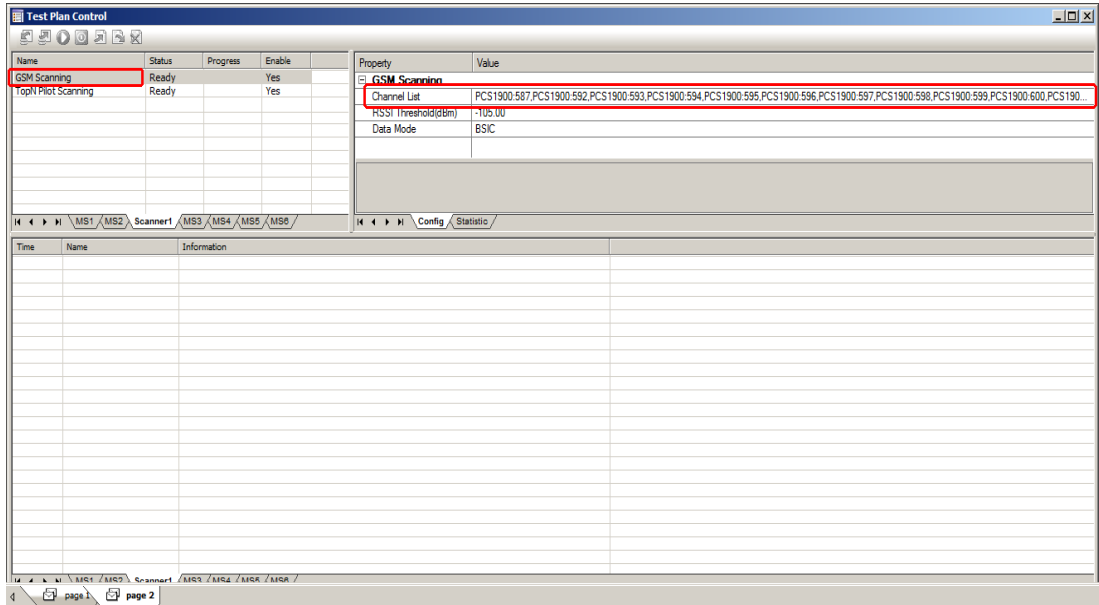 Test Plan Control
Name Status Progress Enable
GSM Scanning Ready Yes
TopN Pilot Scanning Ready Yes
MS1 MS2 Scanner1 MS3 MS4 MS5 MS6
Property Value
GSM Scanning
Channel List PCS1900:587,PCS1900:592,PCS1900:593,PCS1900:594,PCS1900:595,PCS1900:596,PCS1900:597,PCS1900:598,PCS1900:599,PCS1900:600,PCS190...
RSSI Threshold(dBm) -105.00
Data Mode BSIC
Config Statistic
Time Name Information
MS1 MS2 Scanner1 MS3 MS4 MS5 MS6
page 1 page 2